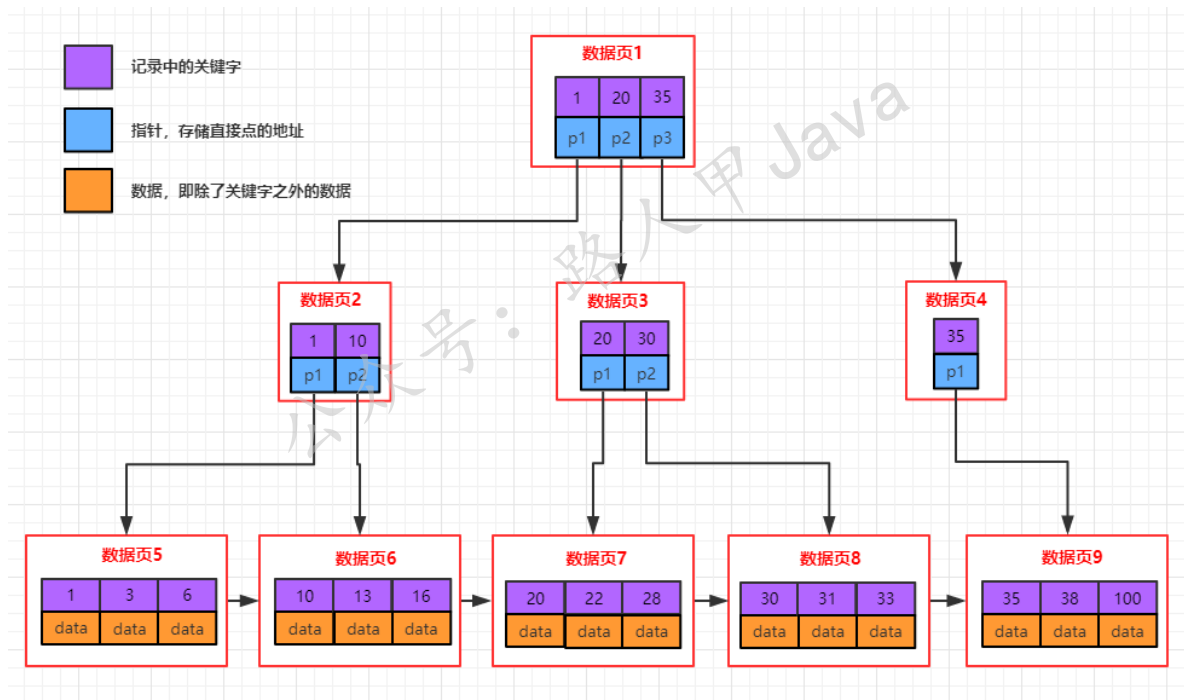 数据页1
记录中的关键字
1 20 35
指针，存储直接点的地址
p1 p2 p3
数据，即除了关键字之外的数据
公众号：路人甲Java
数据页2 数据页3 数据页4
1 10 20 30 35
p1 p2 p1 p2 p1
数据页5 数据页6 数据页7 数据页8 数据页9
1 3 6 10 13 16 20 22 28 30 31 33 35 38 100
data data data data data data data data data data data data data data data